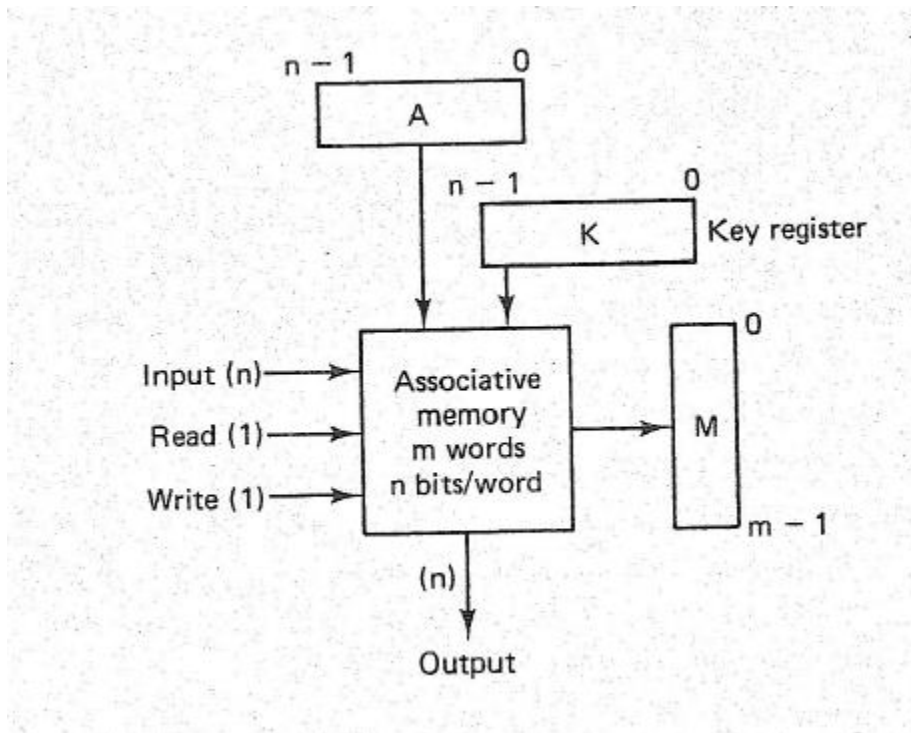 n − 1 0
A
n − 1 0
K Key register
0
Input (n)
Associative
memory
m words
n bits/word
Read (1)
M
Write (1)
m − 1
(n)
Output